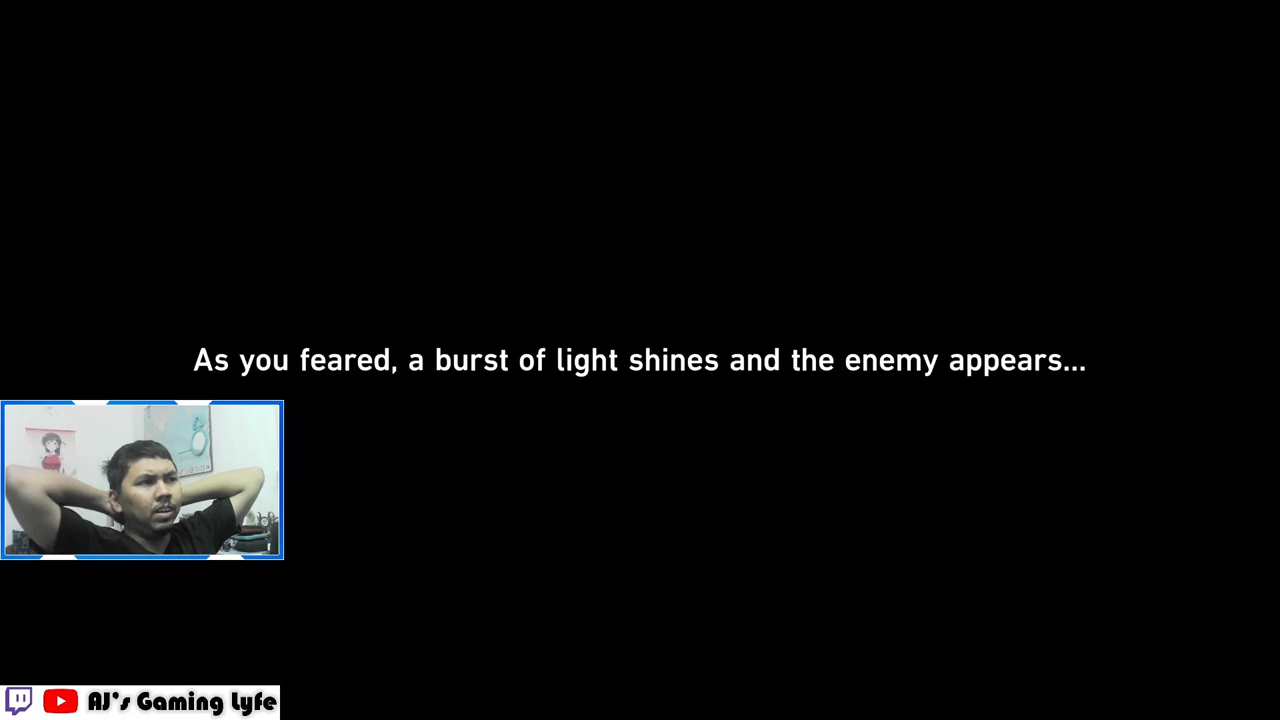 As you feared, a burst of light shines and the enemy appears...
AJ's Gaming Lyfe